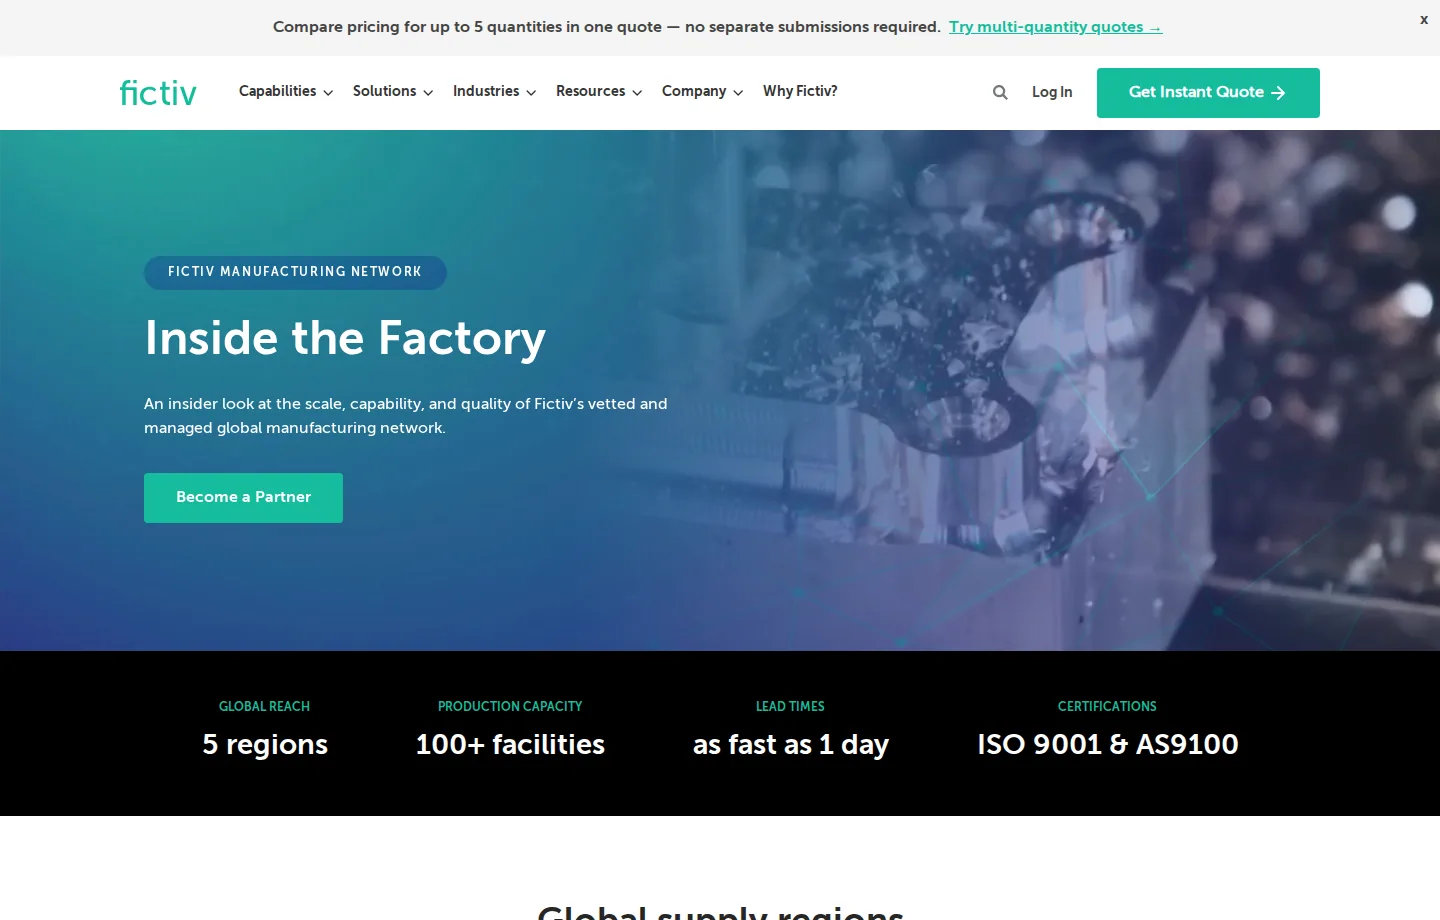 Compare pricing for up to 5 quantities in one quote — no separate submissions required. Try multi-quantity quotes →
x
fictiv
Capabilities Solutions Industries Resources Company Why Fictiv?
Log In
Get Instant Quote →
FICTIV MANUFACTURING NETWORK
Inside the Factory
An insider look at the scale, capability, and quality of Fictiv's vetted and
managed global manufacturing network.
Become a Partner
GLOBAL REACH
5 regions
PRODUCTION CAPACITY
100+ facilities
LEAD TIMES
as fast as 1 day
CERTIFICATIONS
ISO 9001 & AS9100
Global supply regions